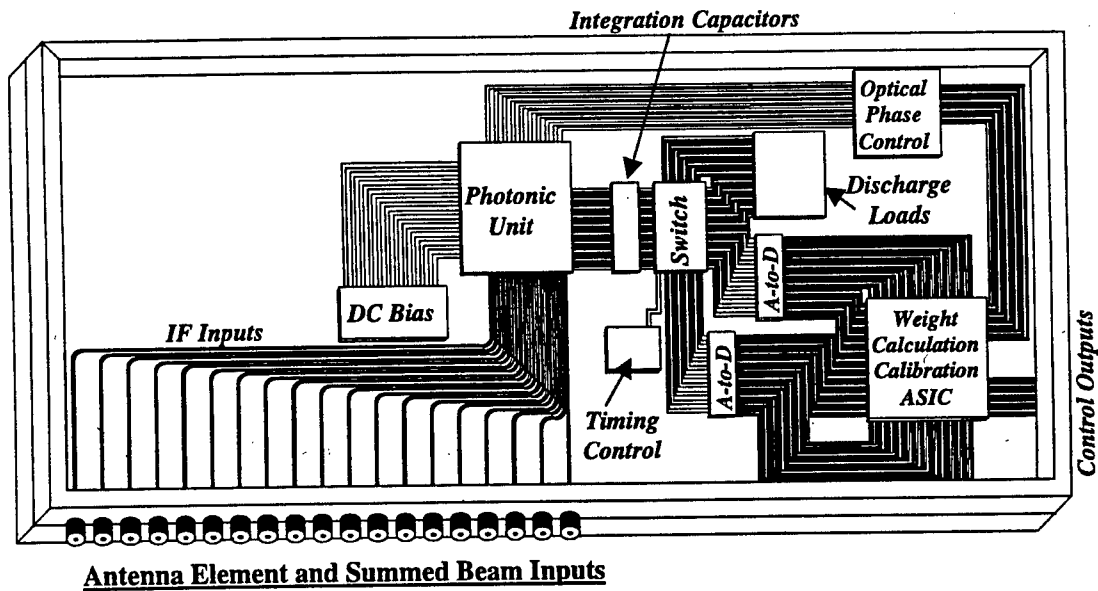 Integration Capacitors
Optical
Phase
Control
Photonic
Unit
Switch
Discharge
Loads
A-to-D
DC Bias
IF Inputs
A-to-D
Weight
Calculation
Calibration
ASIC
Timing
Control
Control Outputs
Antenna Element and Summed Beam Inputs